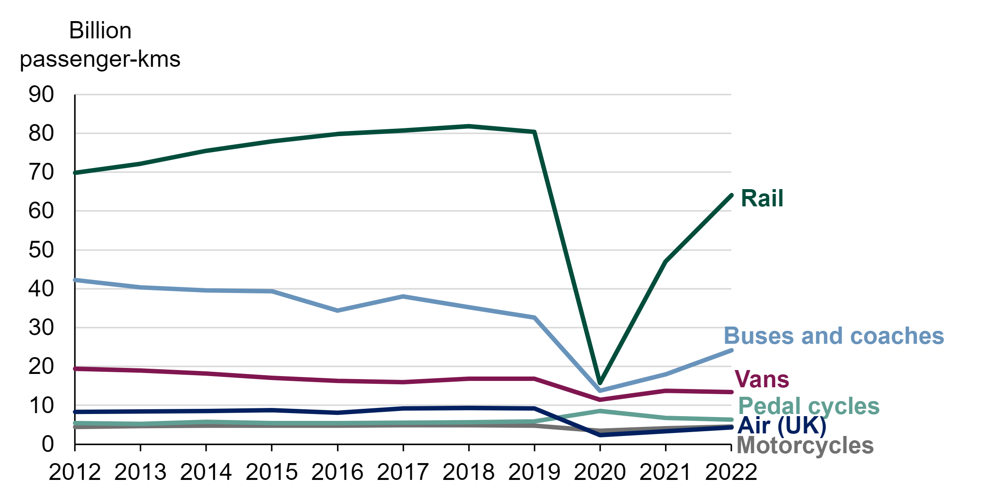 Billion
passenger-kms
90
80
70
60
50
40
30
20
10
0
Rail
Buses and coaches
Vans
Pedal cycles
Air (UK)
Motorcycles
2012 2013 2014 2015 2016 2017 2018 2019 2020 2021 2022